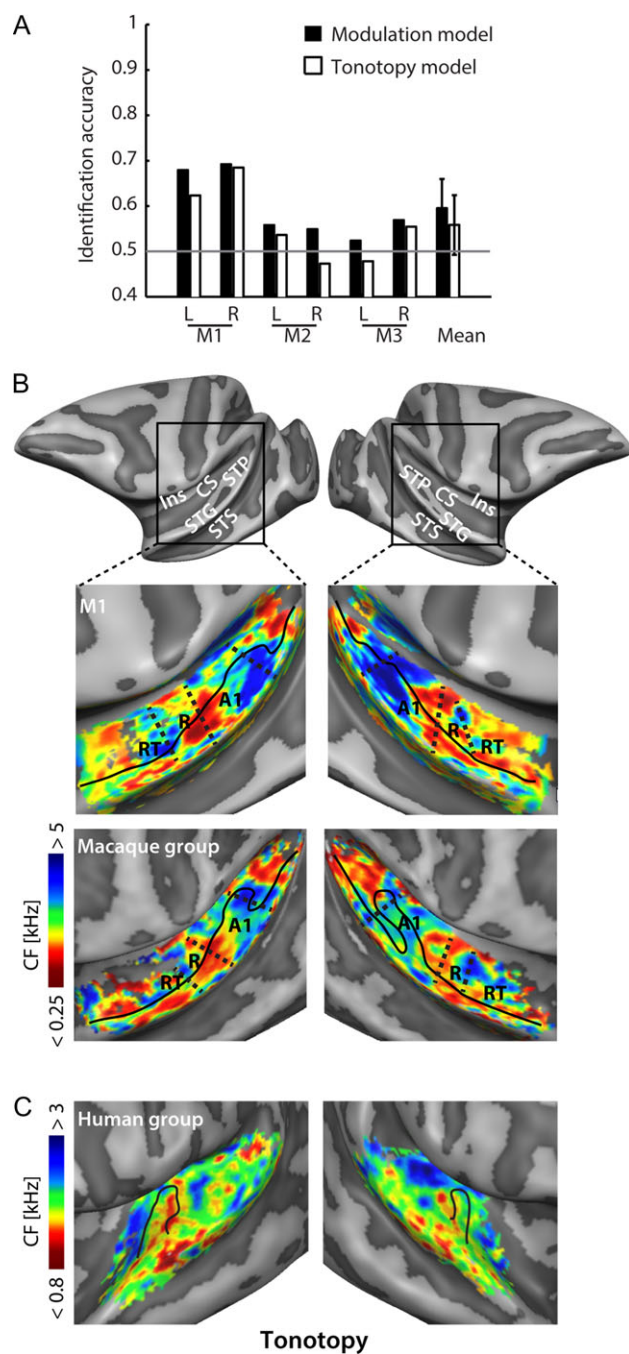 A
Identification accuracy
1
0.9
0.8
0.7
0.6
0.5
0.4
Modulation model
Tonotopy model
L R L R L R
M1 M2 M3 Mean
B
Ins CS STP STG STS
STP CS Ins STG STS
M1
A1 R RT
A1 R RT
CF [kHz]
> 5
< 0.25
Macaque group
A1 R RT
A1 R RT
C
CF [kHz]
> 3
< 0.8
Human group
Tonotopy